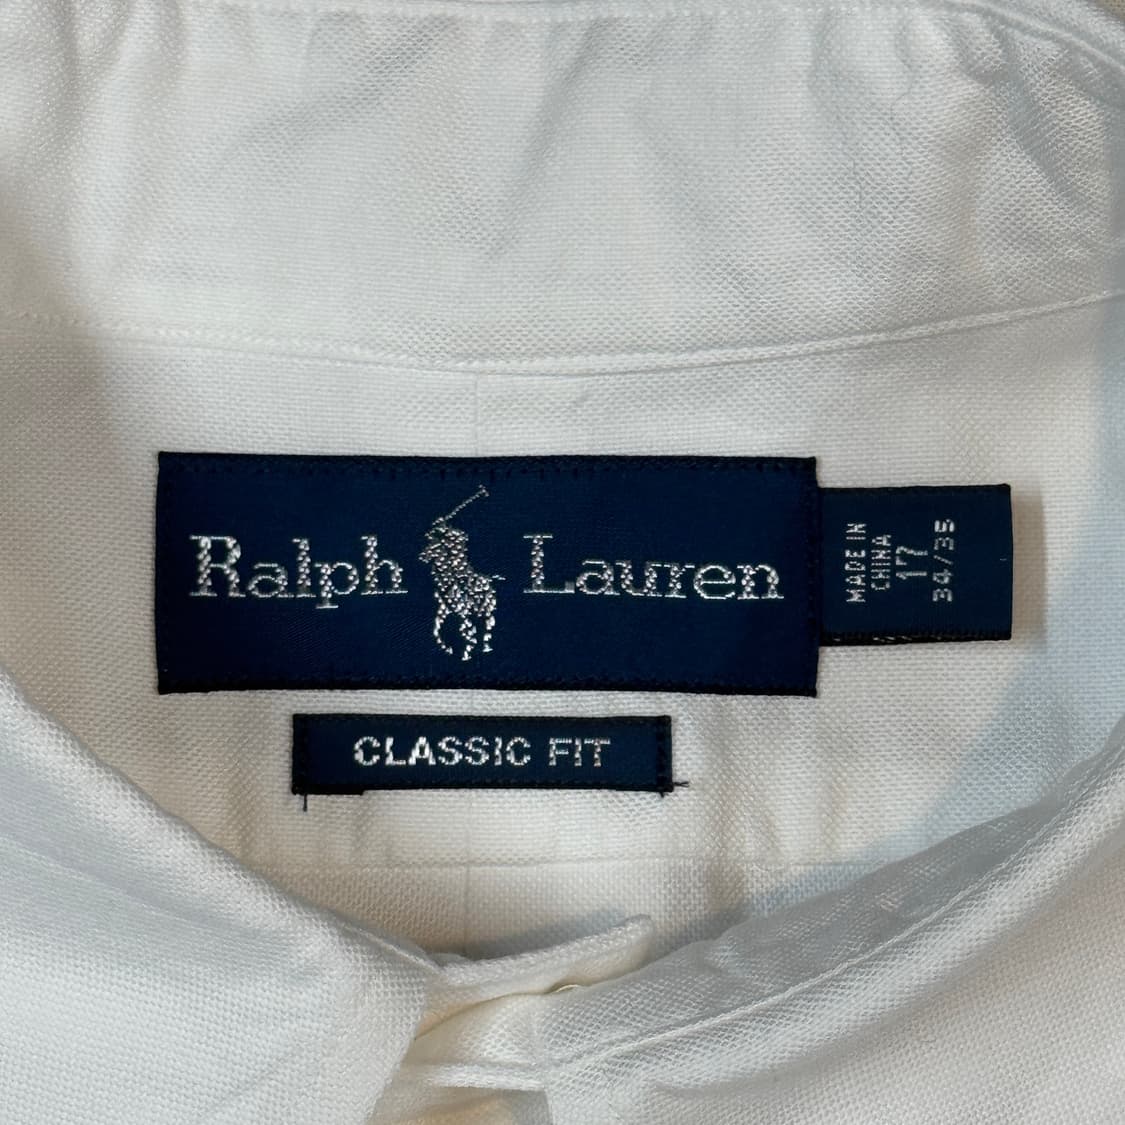 Ralph Lauren
MADE IN
CHINA
17
34/35
CLASSIC FIT